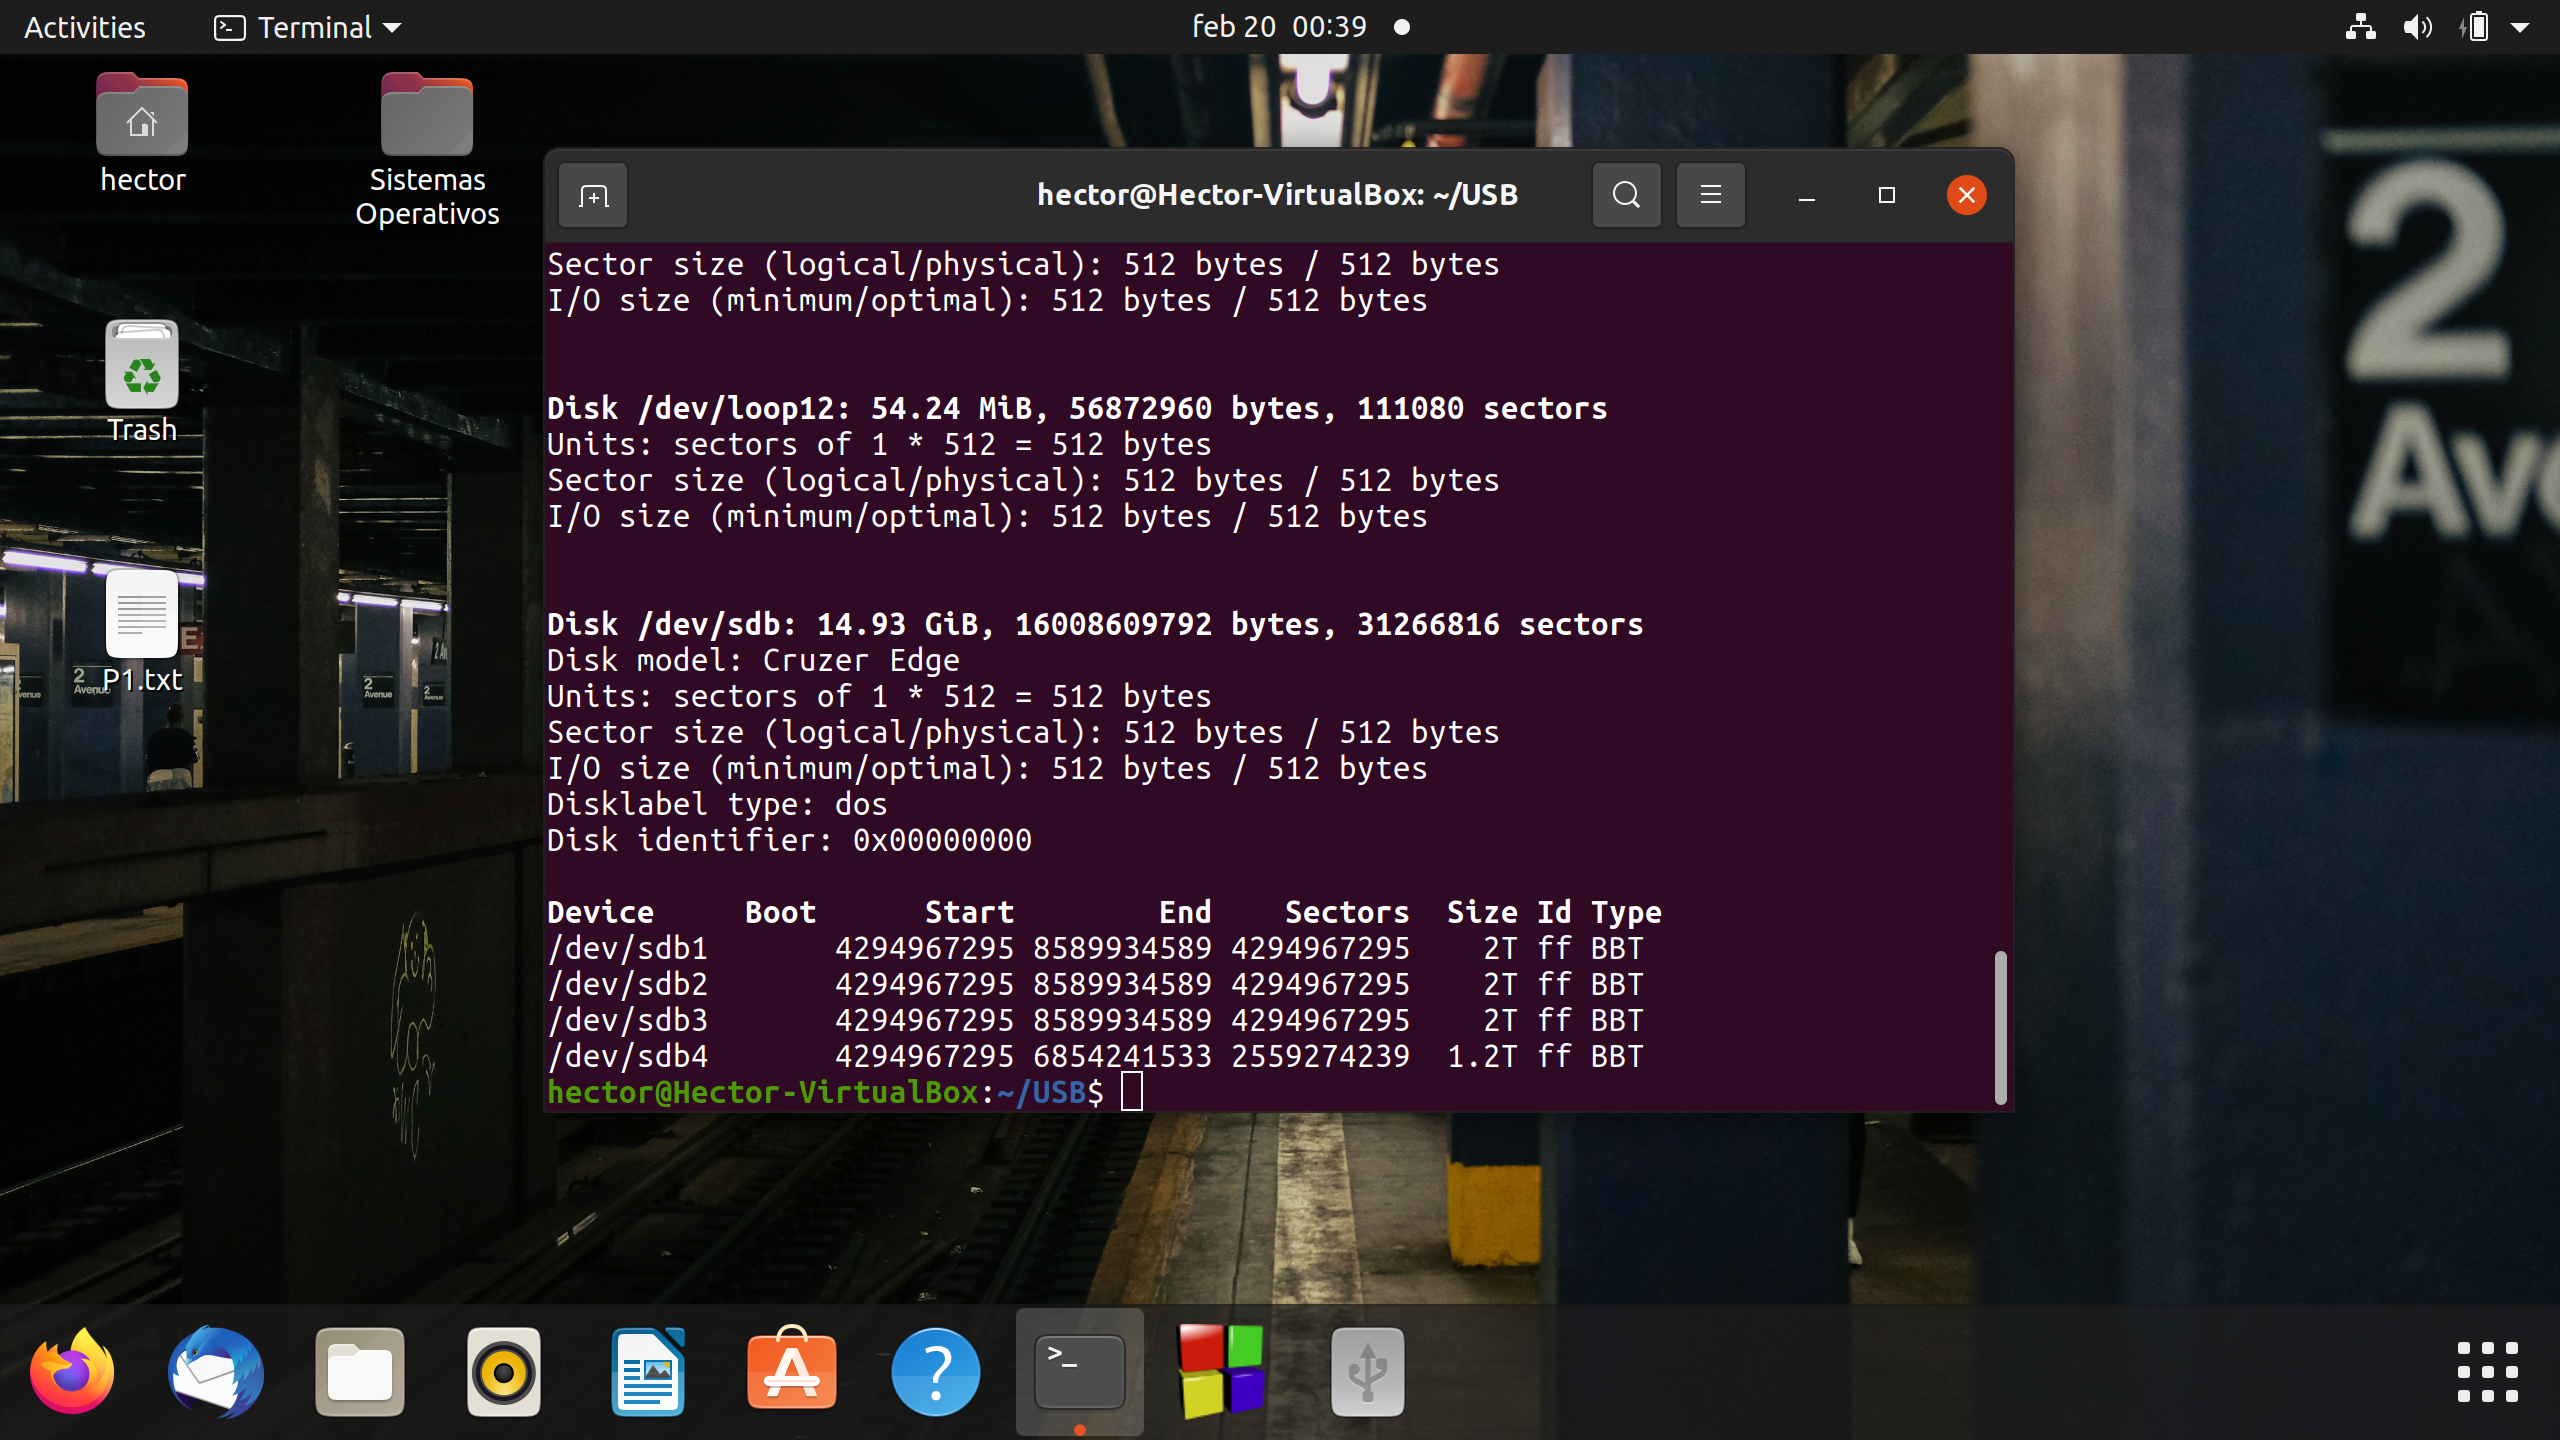 Activities
Terminal
feb 20 00:39
hector
Sistemas
Operativos
Trash
P1.txt
hector@Hector-VirtualBox: ~/USB
Sector size (logical/physical): 512 bytes / 512 bytes
I/O size (minimum/optimal): 512 bytes / 512 bytes
Disk /dev/loop12: 54.24 MiB, 56872960 bytes, 111080 sectors
Units: sectors of 1 * 512 = 512 bytes
Sector size (logical/physical): 512 bytes / 512 bytes
I/O size (minimum/optimal): 512 bytes / 512 bytes
Disk /dev/sdb: 14.93 GiB, 16008609792 bytes, 31266816 sectors
Disk model: Cruzer Edge
Units: sectors of 1 * 512 = 512 bytes
Sector size (logical/physical): 512 bytes / 512 bytes
I/O size (minimum/optimal): 512 bytes / 512 bytes
Disklabel type: dos
Disk identifier: 0x00000000
Device Boot Start End Sectors Size Id Type
/dev/sdb1 4294967295 8589934589 4294967295 2T ff BBT
/dev/sdb2 4294967295 8589934589 4294967295 2T ff BBT
/dev/sdb3 4294967295 8589934589 4294967295 2T ff BBT
/dev/sdb4 4294967295 6854241533 2559274239 1.2T ff BBT
hector@Hector-VirtualBox:~/USB$
2
Ave
2
Avenue
2
Avenue